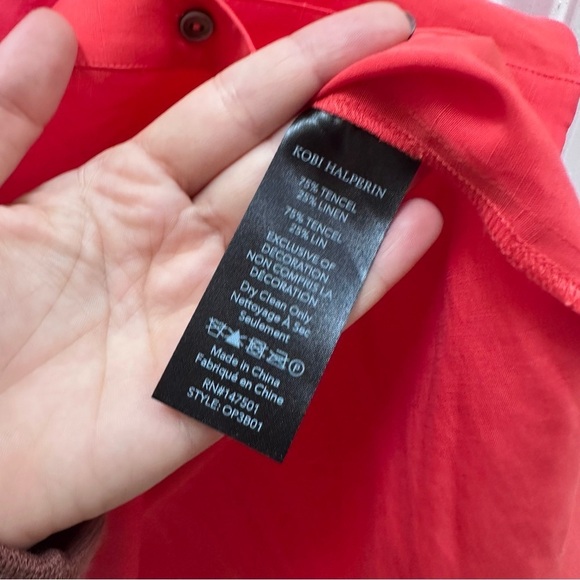 KOBI HALPERIN
75% TENCEL
25% LINEN
75% TENCEL
25% LIN
EXCLUSIVE OF
DECORATION
NON COMPRIS LA
DÉCORATION
Dry Clean Only
Nettoyage À Sec
Seulement
Made in China
Fabriqué en Chine
RN#147501
STYLE: OP3B01